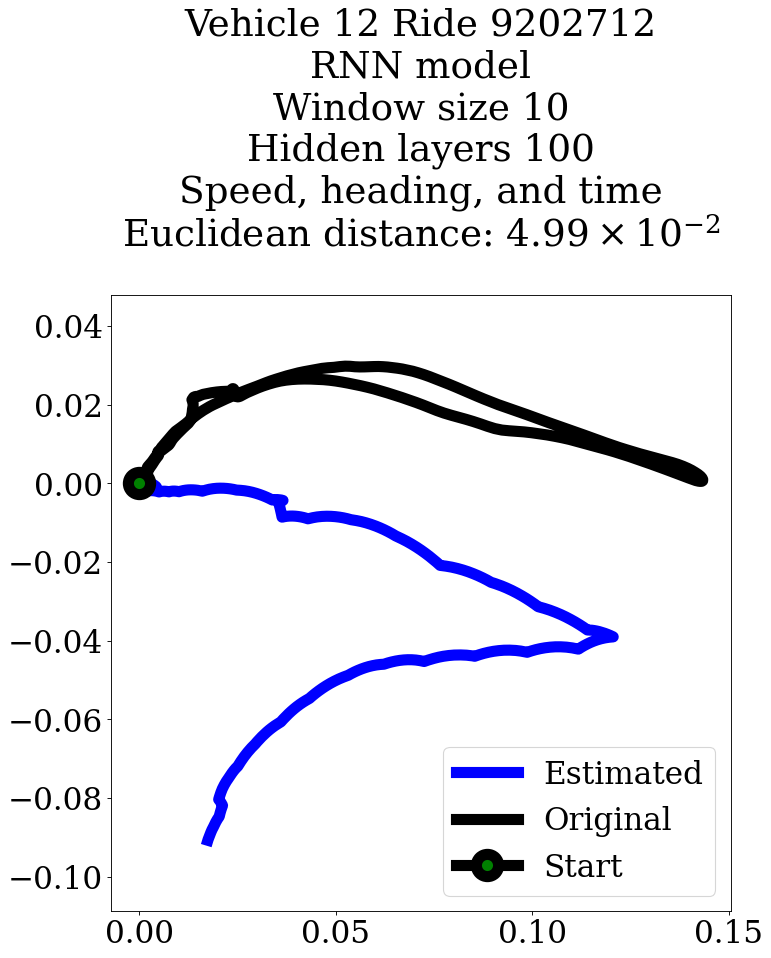 Vehicle 12 Ride 9202712
RNN model
Window size 10
Hidden layers 100
Speed, heading, and time
Euclidean distance: 4.99 × 10⁻²
0.04
0.02
0.00
−0.02
−0.04
−0.06
−0.08
−0.10
Estimated
Original
Start
0.00 0.05 0.10 0.15